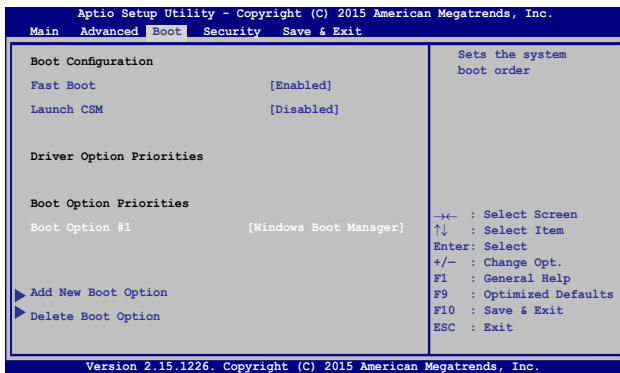 Aptio Setup Utility - Copyright (C) 2015 American Megatrends, Inc.
Main Advanced Boot Security Save & Exit
Boot Configuration
Fast Boot [Enabled]
Launch CSM [Disabled]
Driver Option Priorities
Boot Option Priorities
Boot Option #1 [Windows Boot Manager]
Add New Boot Option
Delete Boot Option
Sets the system
boot order
→← : Select Screen
↑↓ : Select Item
Enter: Select
+/— : Change Opt.
F1 : General Help
F9 : Optimized Defaults
F10 : Save & Exit
ESC : Exit
Version 2.15.1226. Copyright (C) 2015 American Megatrends, Inc.